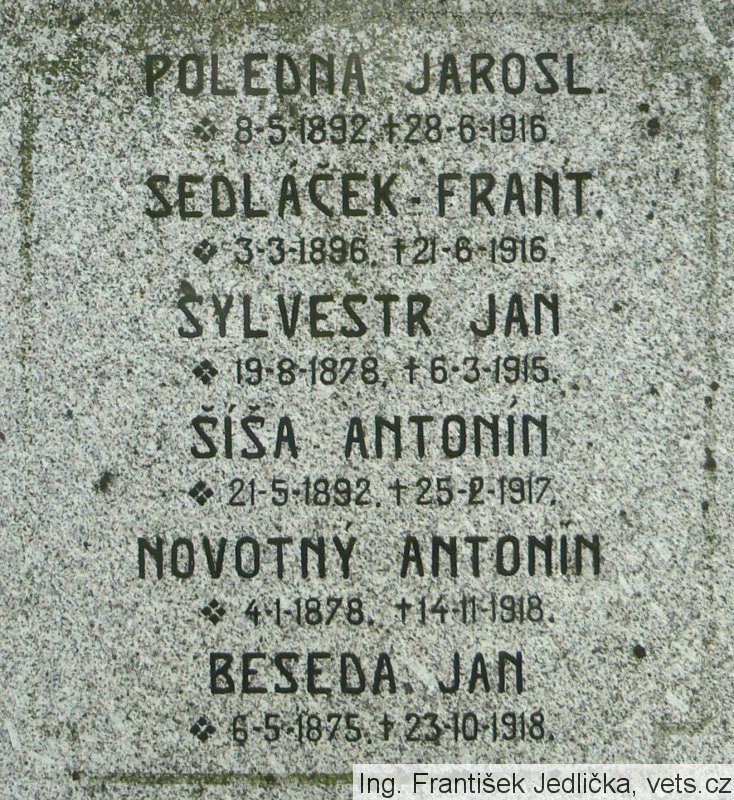 POLEDNA JAROSL.
❖ 8-5-1892. †28-6-1916.
SEDLÁČEK-FRANT.
❖ 3-3-1896. †21-6-1916.
ŠYLVESTR JAN
❖ 19-8-1878. †6-3-1915.
ŠÍŠA ANTONÍN
❖ 21-5-1892. †25-2-1917.
NOVOTNÝ ANTONÍN
❖ 4-1-1878. †14-11-1918.
BESEDA. JAN
❖ 6-5-1875. †23-10-1918.
Ing. František Jedlička, vets.cz